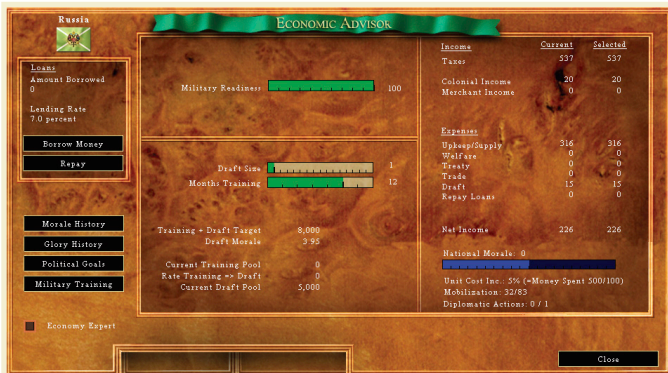 Russia
ECONOMIC ADVISOR
Loans
Amount Borrowed
0
Lending Rate
7.0 percent
Borrow Money
Repay
Morale History
Glory History
Political Goals
Military Training
Economy Expert
Military Readiness 100
Draft Size 1
Months Training 12
Training + Draft Target 8,000
Draft Morale 3.95
Current Training Pool 0
Rate Training => Draft 0
Current Draft Pool 5,000
Income Current Selected
Taxes 537 537
Colonial Income 20 20
Merchant Income 0 0
Expenses
Upkeep/Supply 316 316
Welfare 0 0
Treaty 0 0
Trade 0 0
Draft 15 15
Repay Loans 0 0
Net Income 226 226
National Morale: 0
Unit Cost Inc.: 5% (=Money Spent 500/100)
Mobilization: 32/83
Diplomatic Actions: 0 / 1
Close